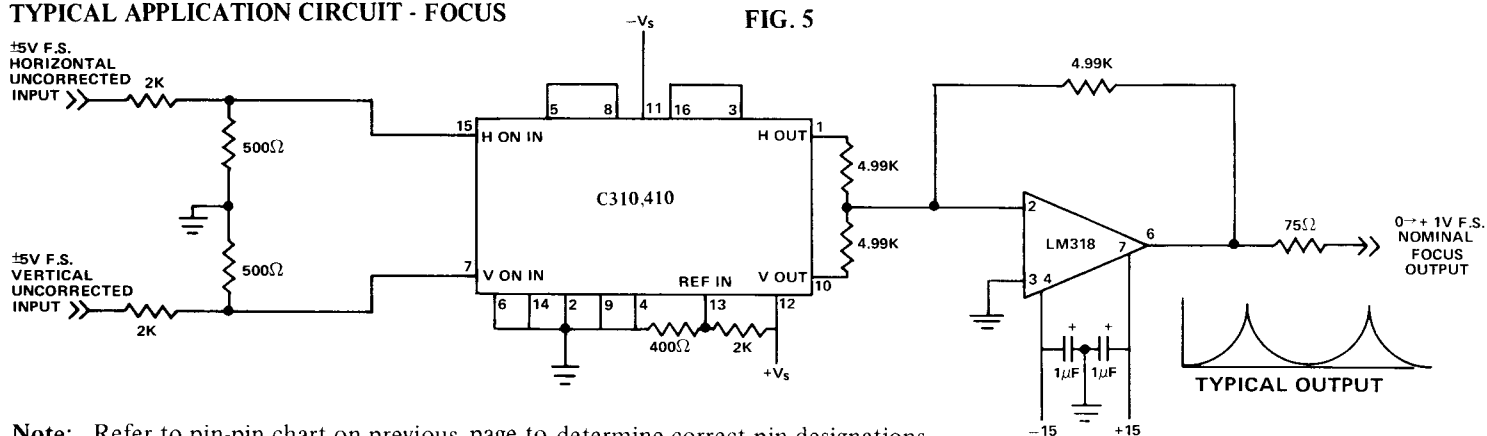 TYPICAL APPLICATION CIRCUIT - FOCUS
FIG. 5
−Vs
±5V F.S.
HORIZONTAL
UNCORRECTED
INPUT
2K
500Ω
500Ω
±5V F.S.
VERTICAL
UNCORRECTED
INPUT
2K
5
8
11
16
3
15
H ON IN
H OUT
1
C310,410
7
V ON IN
REF IN
V OUT
10
6
14
2
9
4
13
12
400Ω
2K
+Vs
4.99K
4.99K
4.99K
2
LM318
7
6
3
4
75Ω
0→+ 1V F.S.
NOMINAL
FOCUS
OUTPUT
+
+
1µF
1µF
−15
+15
TYPICAL OUTPUT
Note: Refer to pin-pin chart on previous page to determine correct pin designations